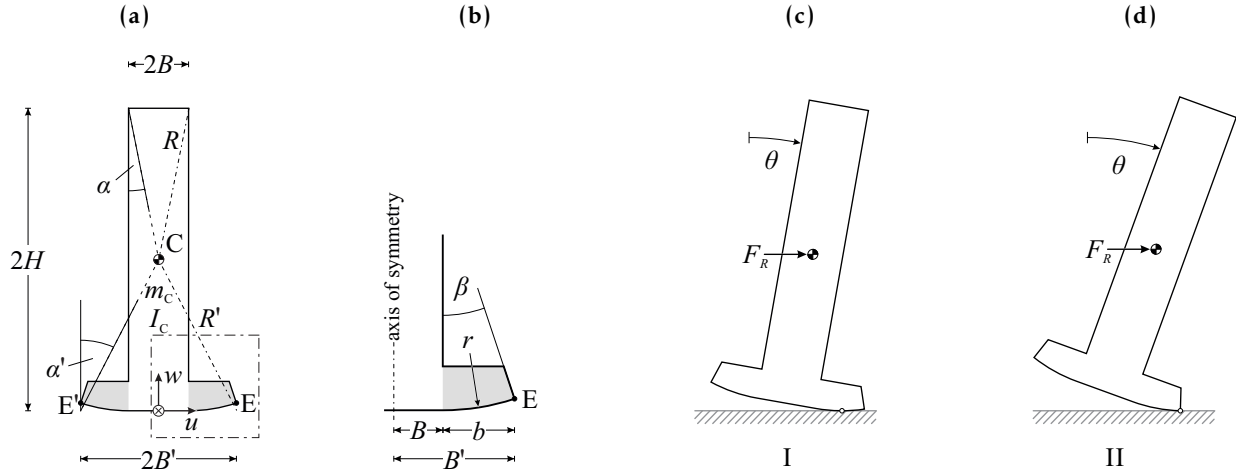 (a) (b) (c) (d)
2B
R
α
θ
θ
C
axis of symmetry
2H
F_R
F_R
β
m_C
I_C
R'
r
α'
w
E'
E
E
u
B
b
2B'
B'
I
II